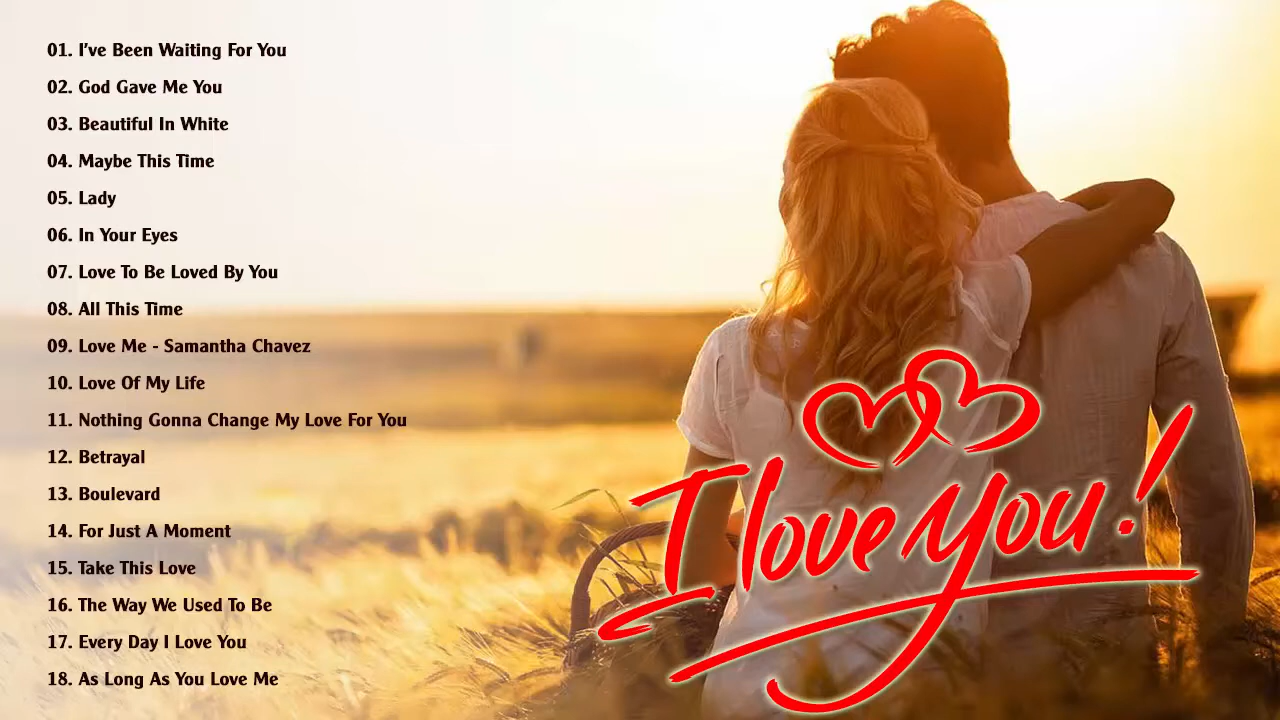 01. I've Been Waiting For You
02. God Gave Me You
03. Beautiful In White
04. Maybe This Time
05. Lady
06. In Your Eyes
07. Love To Be Loved By You
08. All This Time
09. Love Me - Samantha Chavez
10. Love Of My Life
11. Nothing Gonna Change My Love For You
12. Betrayal
13. Boulevard
14. For Just A Moment
15. Take This Love
16. The Way We Used To Be
17. Every Day I Love You
18. As Long As You Love Me
I love you!